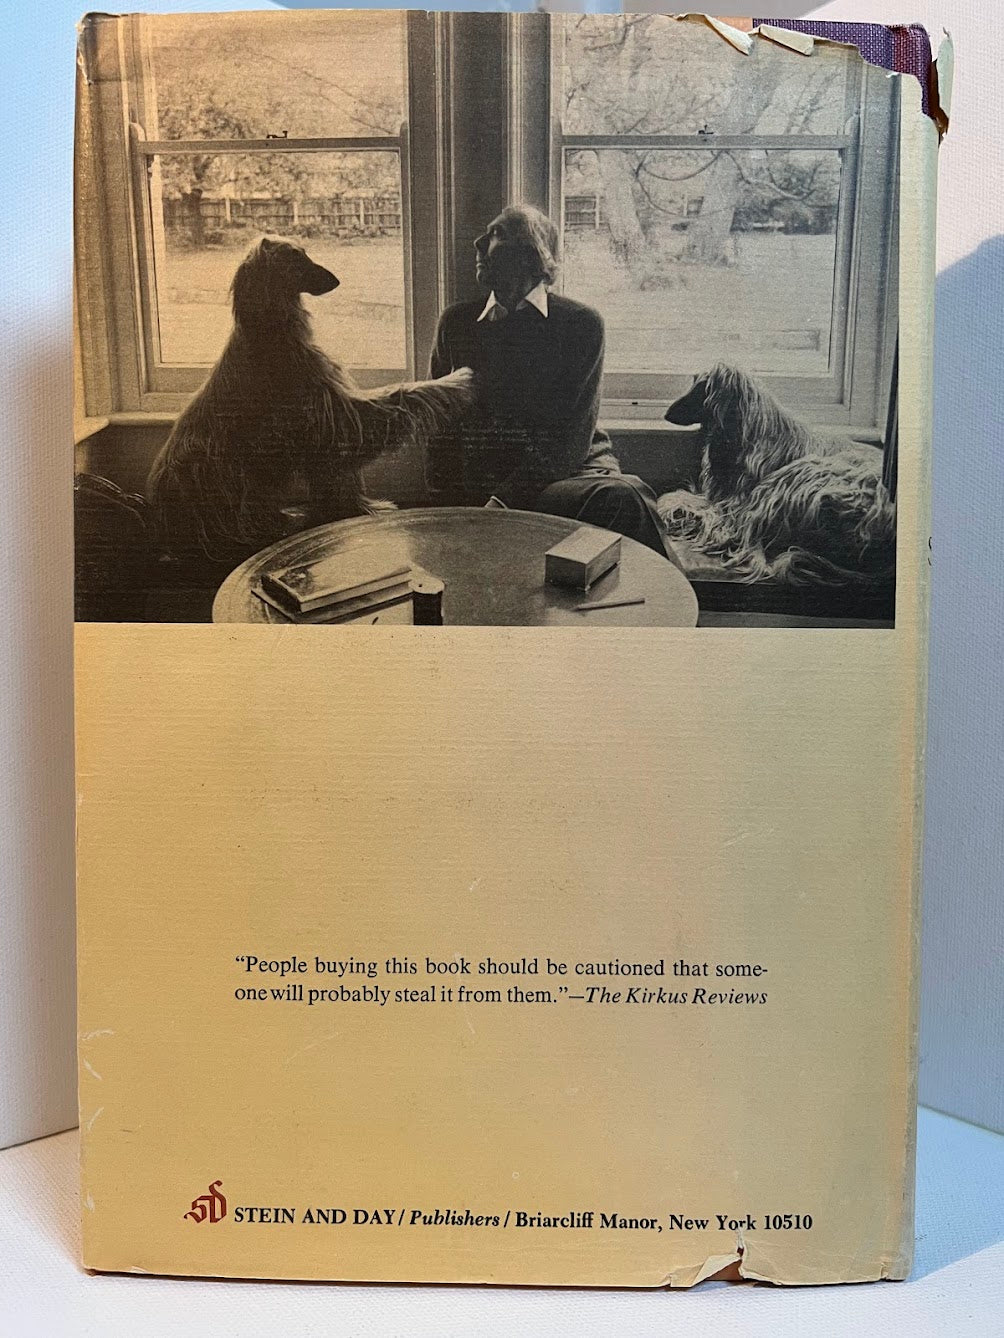 “People buying this book should be cautioned that some-
one will probably steal it from them.”—The Kirkus Reviews
SD STEIN AND DAY / Publishers / Briarcliff Manor, New York 10510